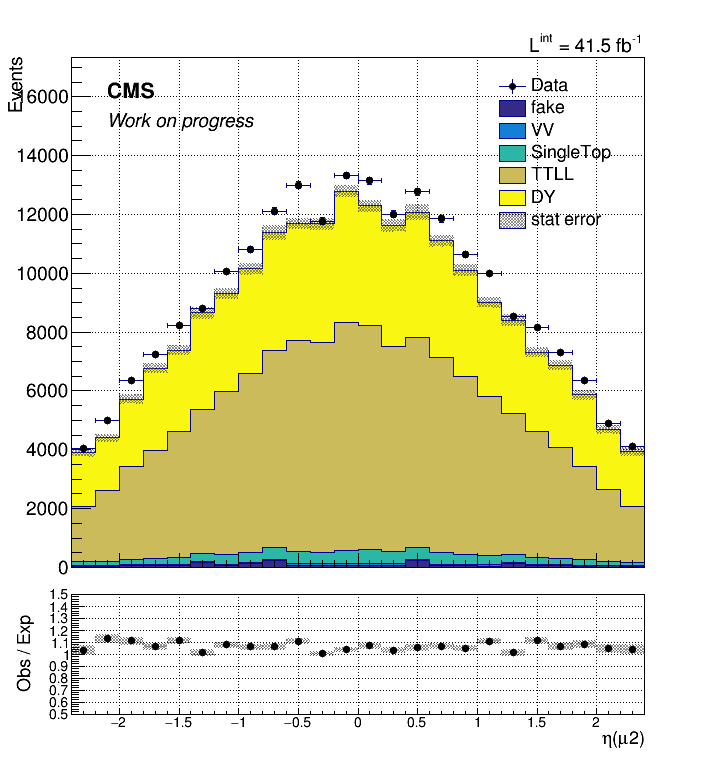 L^int = 41.5 fb^-1
Events
CMS
Work on progress
Data
fake
VV
SingleTop
TTLL
DY
stat error
16000
14000
12000
10000
8000
6000
4000
2000
0
Obs / Exp
1.5
1.4
1.3
1.2
1.1
1
0.9
0.8
0.7
0.6
0.5
−2 −1.5 −1 −0.5 0 0.5 1 1.5 2
η(μ2)